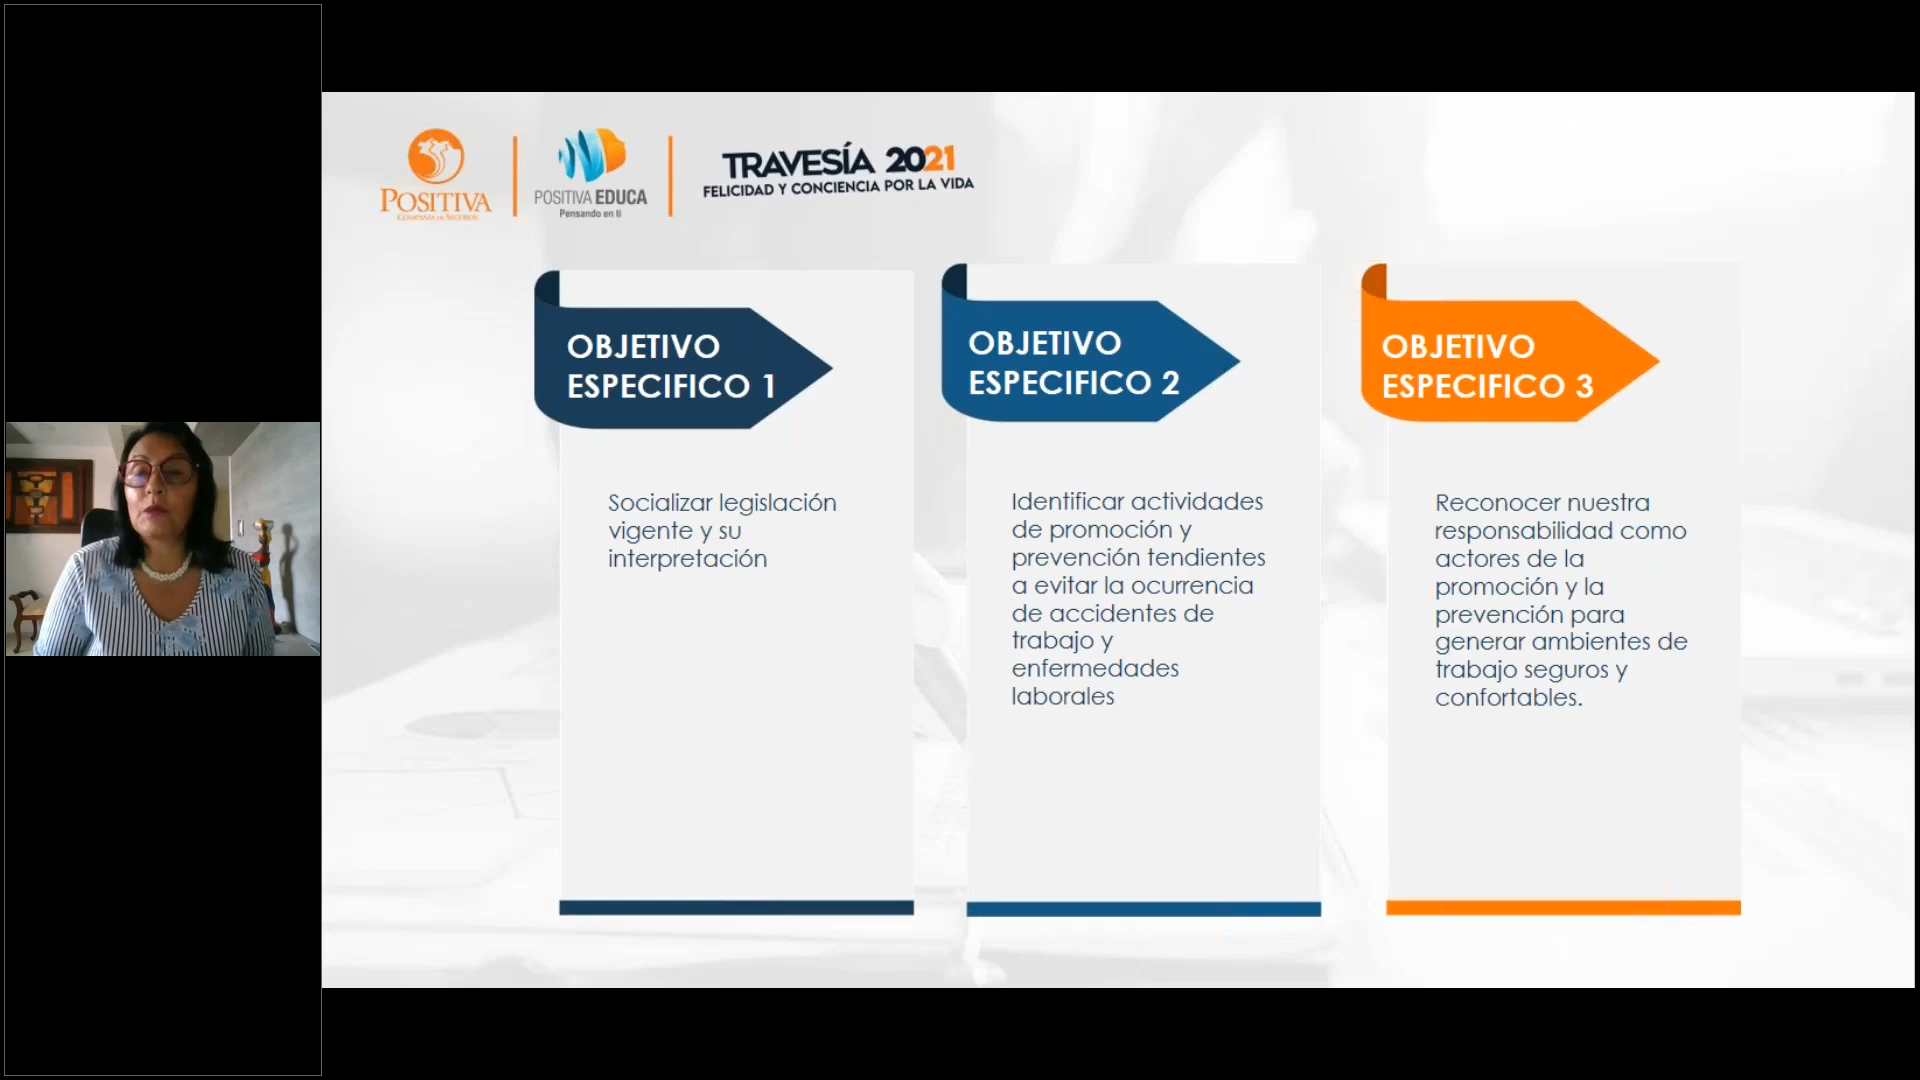 POSITIVA
COMPAÑÍA DE SEGUROS
POSITIVA EDUCA
Pensando en ti
TRAVESÍA 2021
FELICIDAD Y CONCIENCIA POR LA VIDA
OBJETIVO
ESPECIFICO 1
Socializar legislación
vigente y su
interpretación
OBJETIVO
ESPECIFICO 2
Identificar actividades
de promoción y
prevención tendientes
a evitar la ocurrencia
de accidentes de
trabajo y
enfermedades
laborales
OBJETIVO
ESPECIFICO 3
Reconocer nuestra
responsabilidad como
actores de la
promoción y la
prevención para
generar ambientes de
trabajo seguros y
confortables.